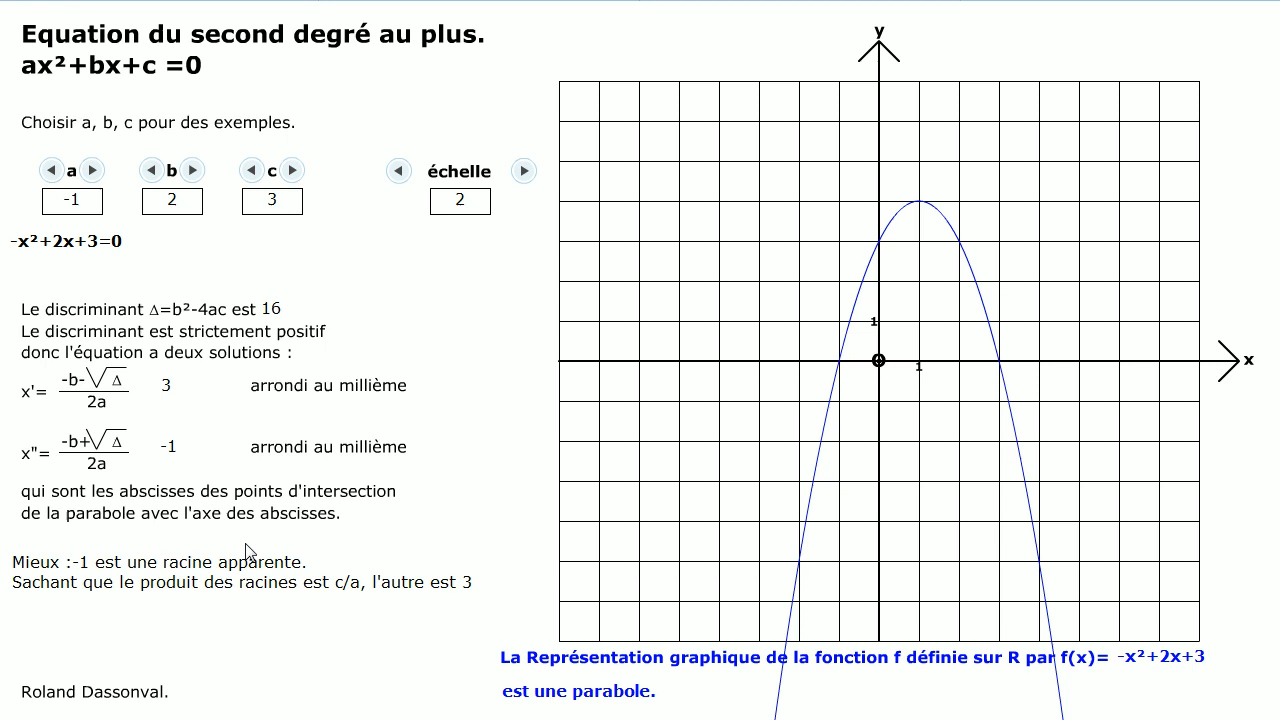 Equation du second degré au plus.
ax²+bx+c =0
Choisir a, b, c pour des exemples.
a b c échelle
-1 2 3 2
-x²+2x+3=0
Le discriminant Δ=b²-4ac est 16
Le discriminant est strictement positif
donc l'équation a deux solutions :
x'= -b-√Δ / 2a 3 arrondi au millième
x"= -b+√Δ / 2a -1 arrondi au millième
qui sont les abscisses des points d'intersection
de la parabole avec l'axe des abscisses.
Mieux :-1 est une racine apparente.
Sachant que le produit des racines est c/a, l'autre est 3
Roland Dassonval.
y
1
O
1
x
La Représentation graphique de la fonction f définie sur R par f(x)= -x²+2x+3
est une parabole.